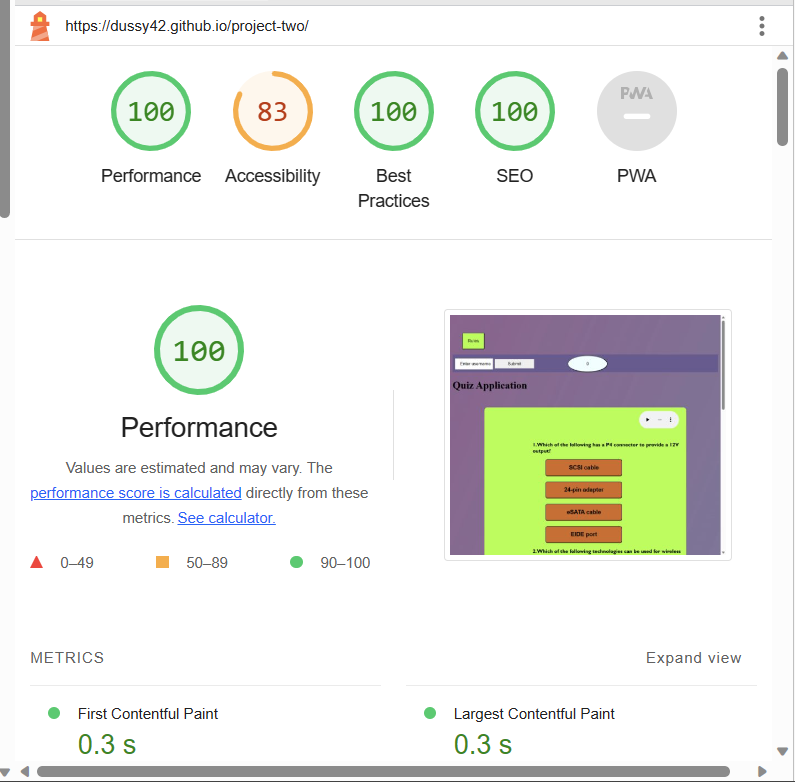 https://dussy42.github.io/project-two/
100
83
100
100
PWA
Performance
Accessibility
Best
Practices
SEO
PWA
100
Performance
Values are estimated and may vary. The
performance score is calculated directly from these
metrics. See calculator.
0–49
50–89
90–100
Rules
Enter username
Submit
0
Quiz Application
1.Which of the following has a P4 connector to provide a 12V
output?
SCSI cable
24-pin adapter
eSATA cable
EIDE port
2.Which of the following technologies can be used for wireless
METRICS
Expand view
First Contentful Paint
0.3 s
Largest Contentful Paint
0.3 s